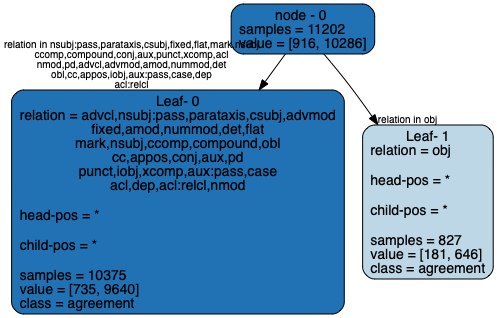 node - 0
samples = 11202
value = [916, 10286]
relation in nsubj:pass,parataxis,csubj,fixed,flat,mark,
ccomp,compound,conj,aux,punct,xcomp,acl
nmod,pd,advcl,advmod,amod,nummod,det
obl,cc,appos,iobj,aux:pass,case,dep
acl:relcl
relation in obj
Leaf- 0
relation = advcl,nsubj:pass,parataxis,csubj,advmod
fixed,amod,nummod,det,flat
mark,nsubj,ccomp,compound,obl
cc,appos,conj,aux,pd
punct,iobj,xcomp,aux:pass,case
acl,dep,acl:relcl,nmod
head-pos = *
child-pos = *
samples = 10375
value = [735, 9640]
class = agreement
Leaf- 1
relation = obj
head-pos = *
child-pos = *
samples = 827
value = [181, 646]
class = agreement